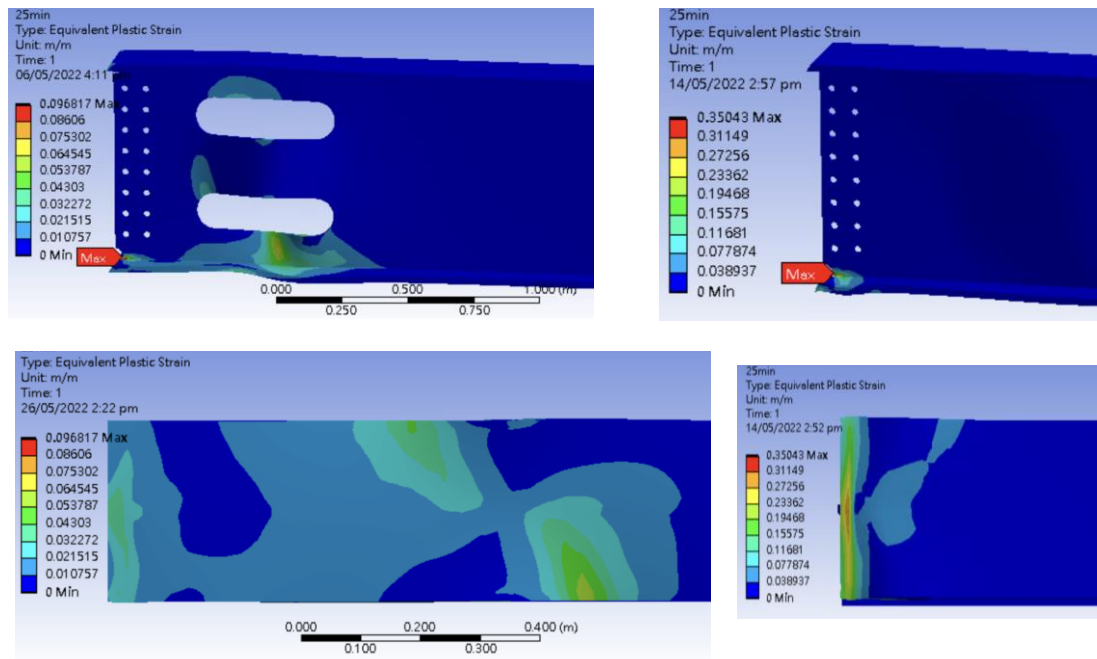 25min
Type: Equivalent Plastic Strain
Unit: m/m
Time: 1
06/05/2022 4:11
0.096817 Max
0.08606
0.075302
0.064545
0.053787
0.04303
0.032272
0.021515
0.010757
0 Min
Max
0.000
0.500
1.000 (m)
0.250
0.750
25min
Type: Equivalent Plastic Strain
Unit: m/m
Time: 1
14/05/2022 2:57 pm
0.35043 Max
0.31149
0.27256
0.23362
0.19468
0.15575
0.11681
0.077874
0.038937
0 Min
Max
Type: Equivalent Plastic Strain
Unit: m/m
Time: 1
26/05/2022 2:22 pm
0.096817 Max
0.08606
0.075302
0.064545
0.053787
0.04303
0.032272
0.021515
0.010757
0 Min
0.000
0.200
0.400 (m)
0.100
0.300
25min
Type: Equivalent Plastic Strain
Unit: m/m
Time: 1
14/05/2022 2:52 pm
0.35043 Max
0.31149
0.27256
0.23362
0.19468
0.15575
0.11681
0.077874
0.038937
0 Min